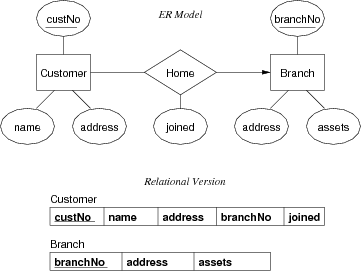 ER Model
custNo
branchNo
Customer
Home
Branch
name
address
joined
address
assets
Relational Version
Customer
custNo name address branchNo joined
Branch
branchNo address assets